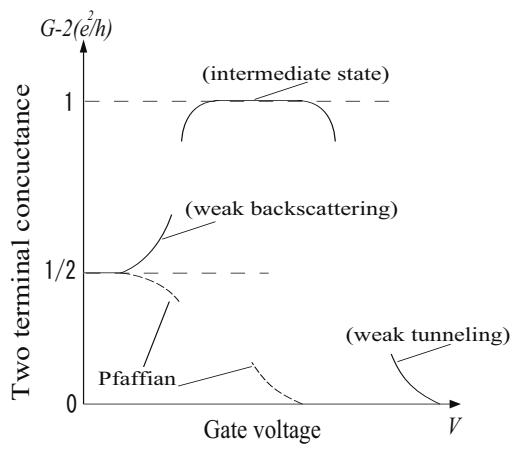 G-2(e²/h)
(intermediate state)
1
(weak backscattering)
1/2
(weak tunneling)
Pfaffian
0
Gate voltage
V
Two terminal concuctance